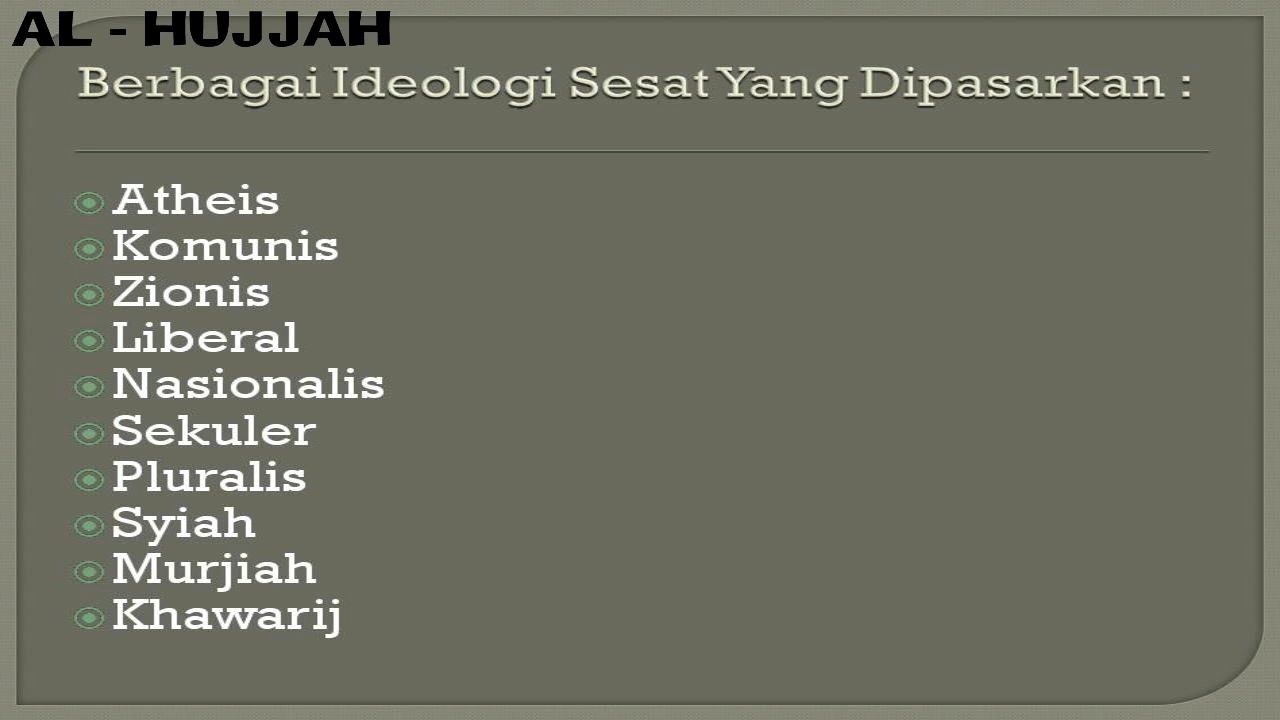 AL - HUJJAH
Berbagai Ideologi Sesat Yang Dipasarkan :
Atheis
Komunis
Zionis
Liberal
Nasionalis
Sekuler
Pluralis
Syiah
Murjiah
Khawarij